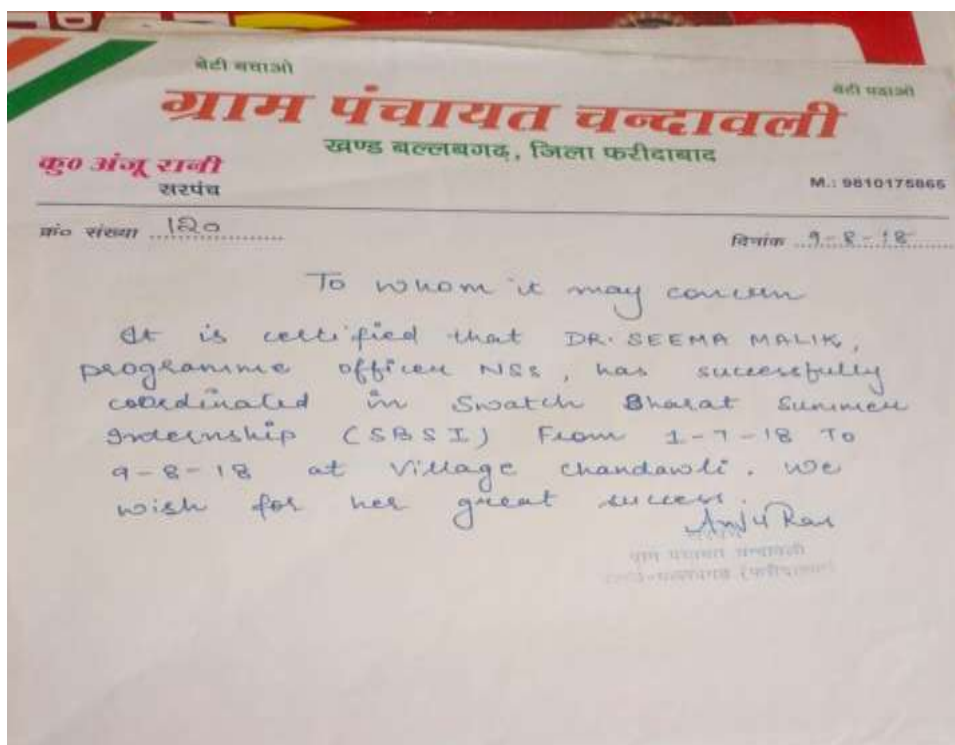 बेटी बचाओ
बेटी पढ़ाओ
ग्राम पंचायत चन्दावली
खण्ड बल्लबगढ़, जिला फरीदाबाद
कु० अंजू रानी
सरपंच
M.: 9810175865
क्रं० संख्या 120
दिनांक 9-8-18
To whom it may concern
It is certified that DR. SEEMA MALIK,
programme officer NSS, has successfully
coordinated in Swatch Bharat Summer
Internship (SBSI) From 1-7-18 To
9-8-18 at Village Chandawli. We
wish for her great success.
Anju Rani
ग्राम पंचायत चन्दावली